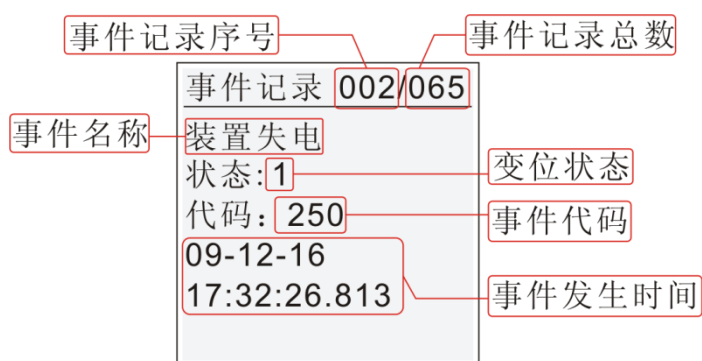 事件记录序号
事件记录总数
事件记录 002/065
事件名称
装置失电
状态:1
变位状态
代码：250
事件代码
09-12-16
17:32:26.813
事件发生时间